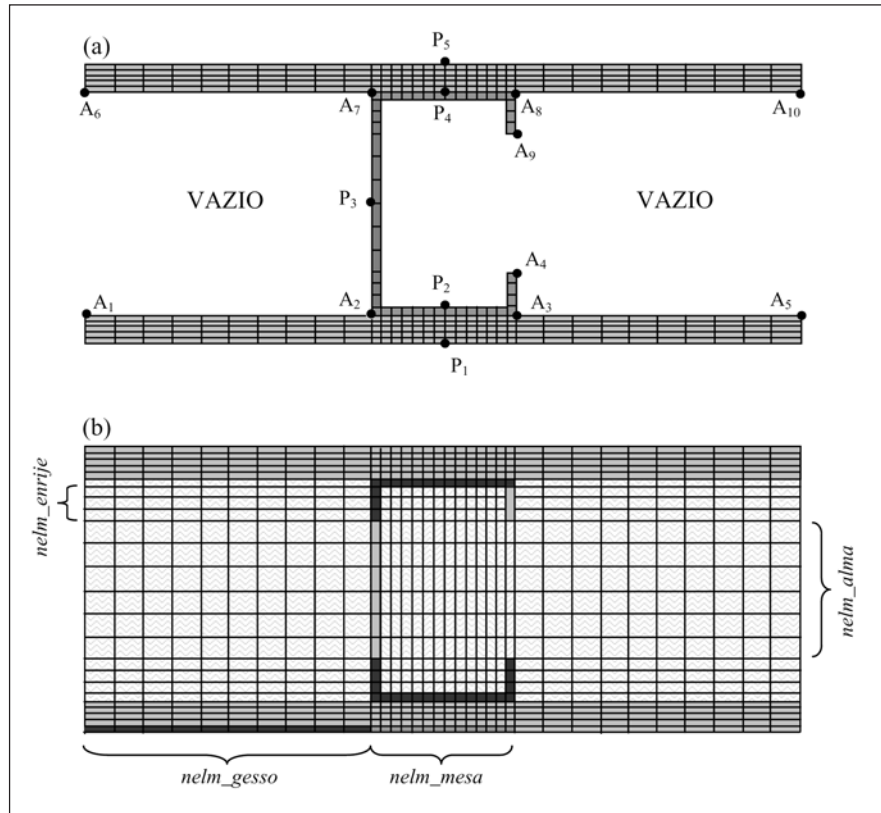 (a)
P5
A6
A7
P4
A8
A10
A9
VAZIO
P3
VAZIO
A4
A1
A2
P2
A3
A5
P1
(b)
nelm_enrije
nelm_alma
nelm_gesso
nelm_mesa